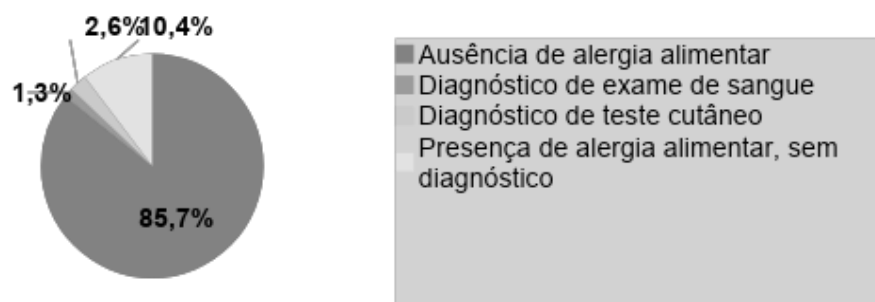 2,6%10,4%
1,3%
85,7%
Ausência de alergia alimentar
Diagnóstico de exame de sangue
Diagnóstico de teste cutâneo
Presença de alergia alimentar, sem
diagnóstico